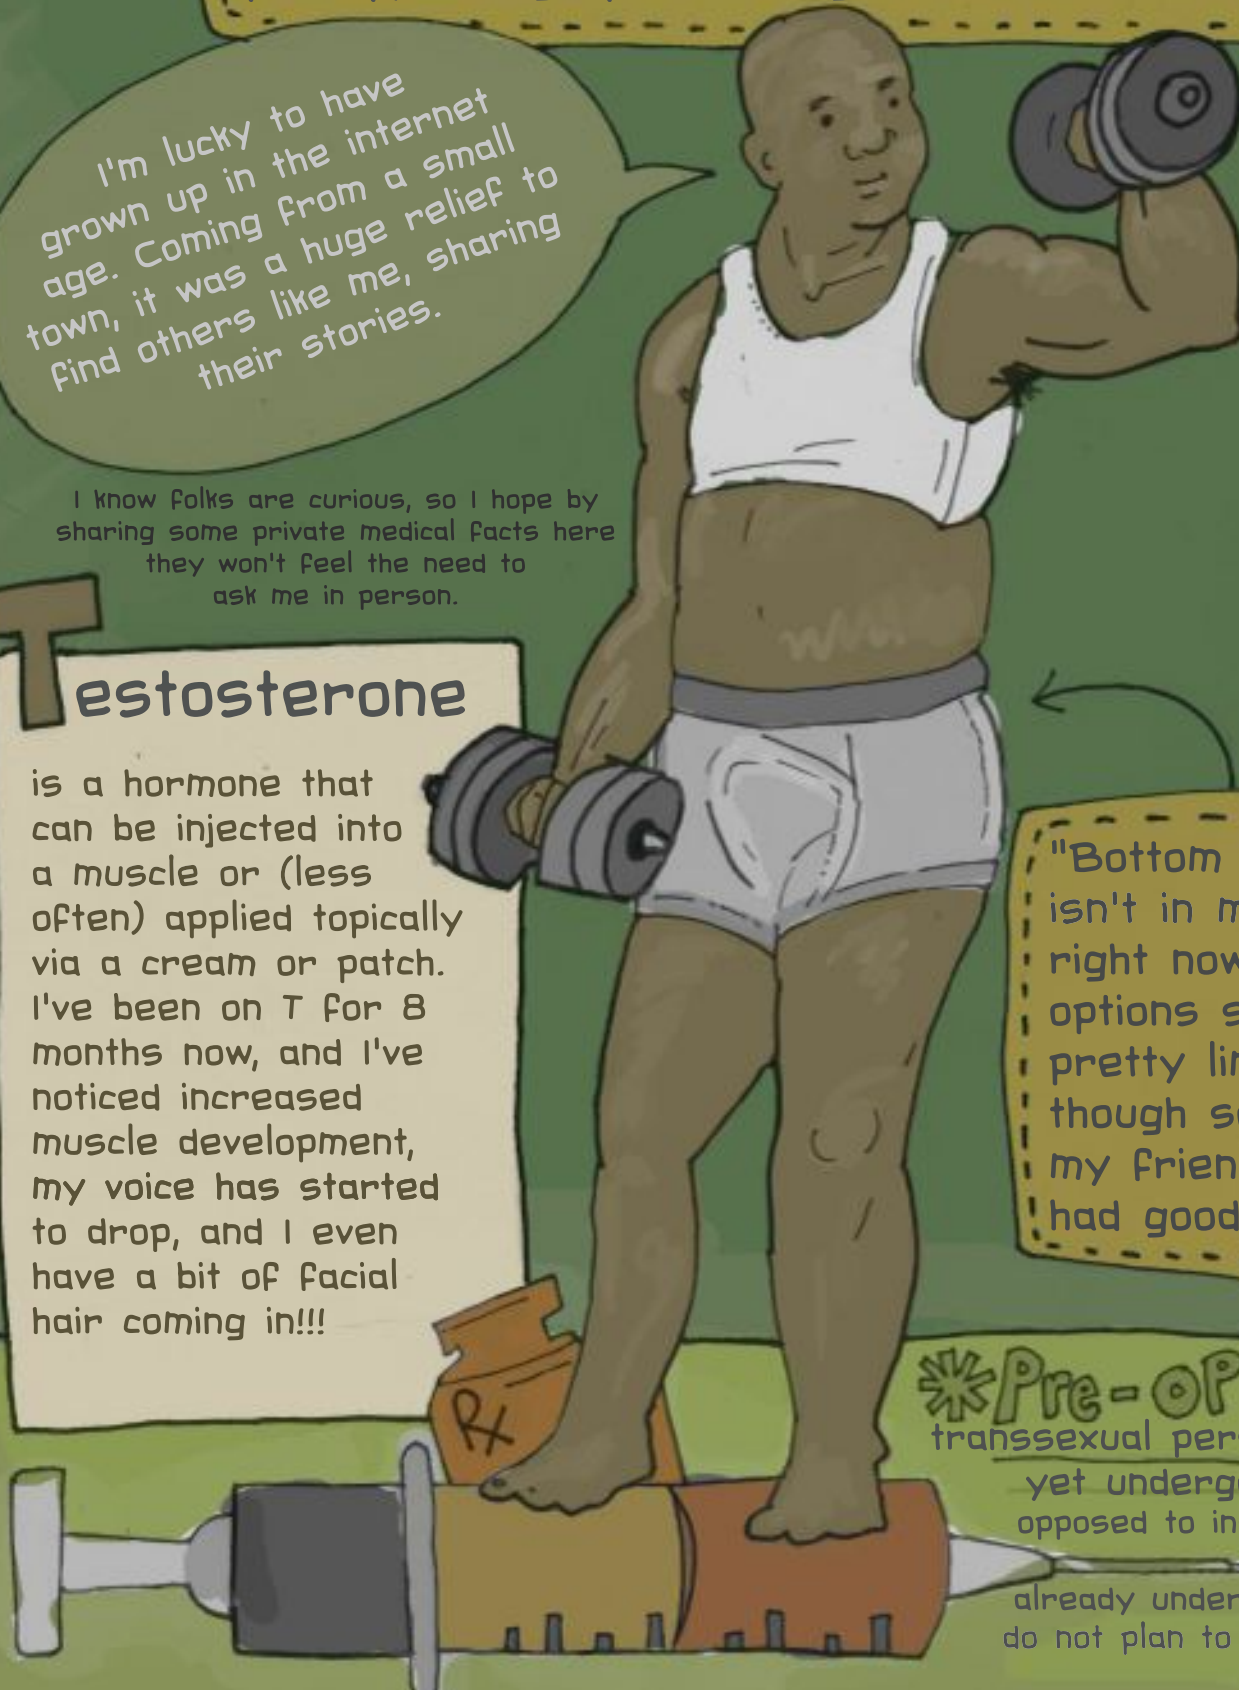 I'm lucky to have
grown up in the internet
age. Coming from a small
town, it was a huge relief to
find others like me, sharing
their stories.
I know folks are curious, so I hope by
sharing some private medical facts here
they won't feel the need to
ask me in person.
Testosterone
is a hormone that
can be injected into
a muscle or (less
often) applied topically
via a cream or patch.
I've been on T for 8
months now, and I've
noticed increased
muscle development,
my voice has started
to drop, and I even
have a bit of facial
hair coming in!!!
Rx
"Bottom
isn't in
right now
options
pretty
though
my
had good
*Pre-op
transsexual
yet
opposed to
already
do not plan to